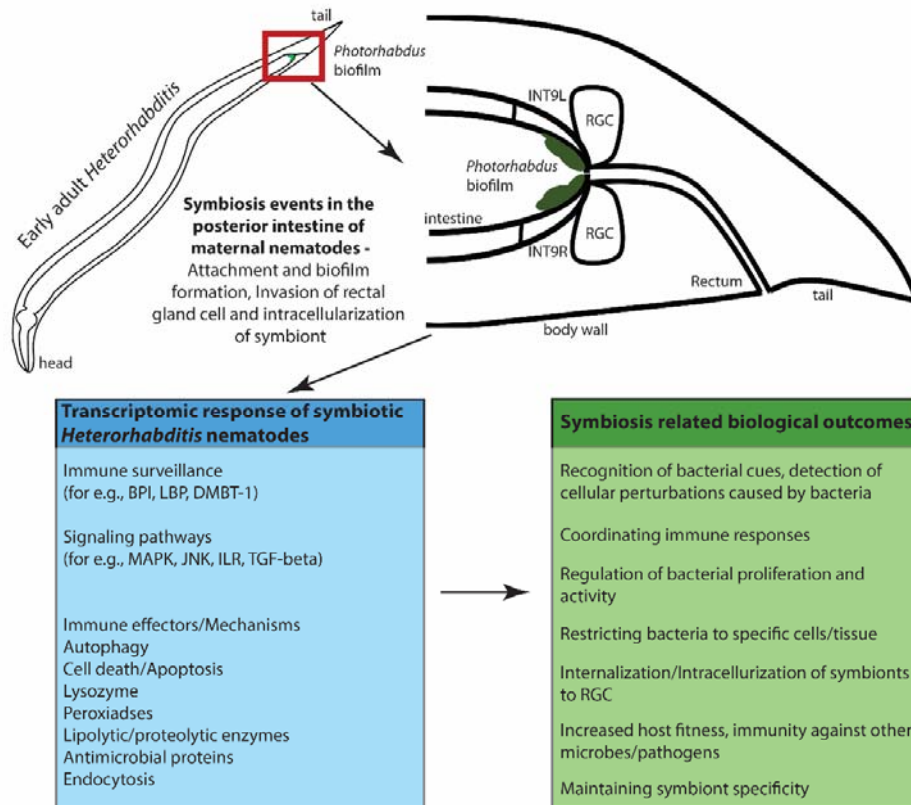 tail
Photorhabdus
biofilm
Early adult Heterorhabditis
head
Symbiosis events in the
posterior intestine of
maternal nematodes -
Attachment and biofilm
formation, Invasion of rectal
gland cell and intracellularization
of symbiont
INT9L
RGC
Photorhabdus
biofilm
intestine
INT9R
RGC
Rectum
tail
body wall
Transcriptomic response of symbiotic
Heterorhabditis nematodes
Immune surveillance
(for e.g., BPI, LBP, DMBT-1)
Signaling pathways
(for e.g., MAPK, JNK, ILR, TGF-beta)
Immune effectors/Mechanisms
Autophagy
Cell death/Apoptosis
Lysozyme
Peroxiadses
Lipolytic/proteolytic enzymes
Antimicrobial proteins
Endocytosis
Symbiosis related biological outcomes
Recognition of bacterial cues, detection of
cellular perturbations caused by bacteria
Coordinating immune responses
Regulation of bacterial proliferation and
activity
Restricting bacteria to specific cells/tissue
Internalization/Intracellurization of symbionts
to RGC
Increased host fitness, immunity against other
microbes/pathogens
Maintaining symbiont specificity